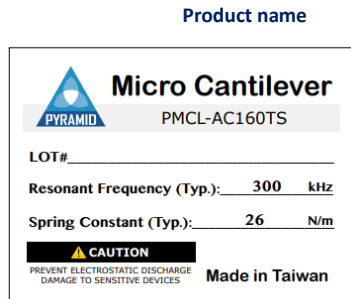 Product name
Micro Cantilever
PYRAMID
PMCL-AC160TS
LOT#
Resonant Frequency (Typ.): 300 kHz
Spring Constant (Typ.): 26 N/m
⚠ CAUTION
PREVENT ELECTROSTATIC DISCHARGE
DAMAGE TO SENSITIVE DEVICES
Made in Taiwan